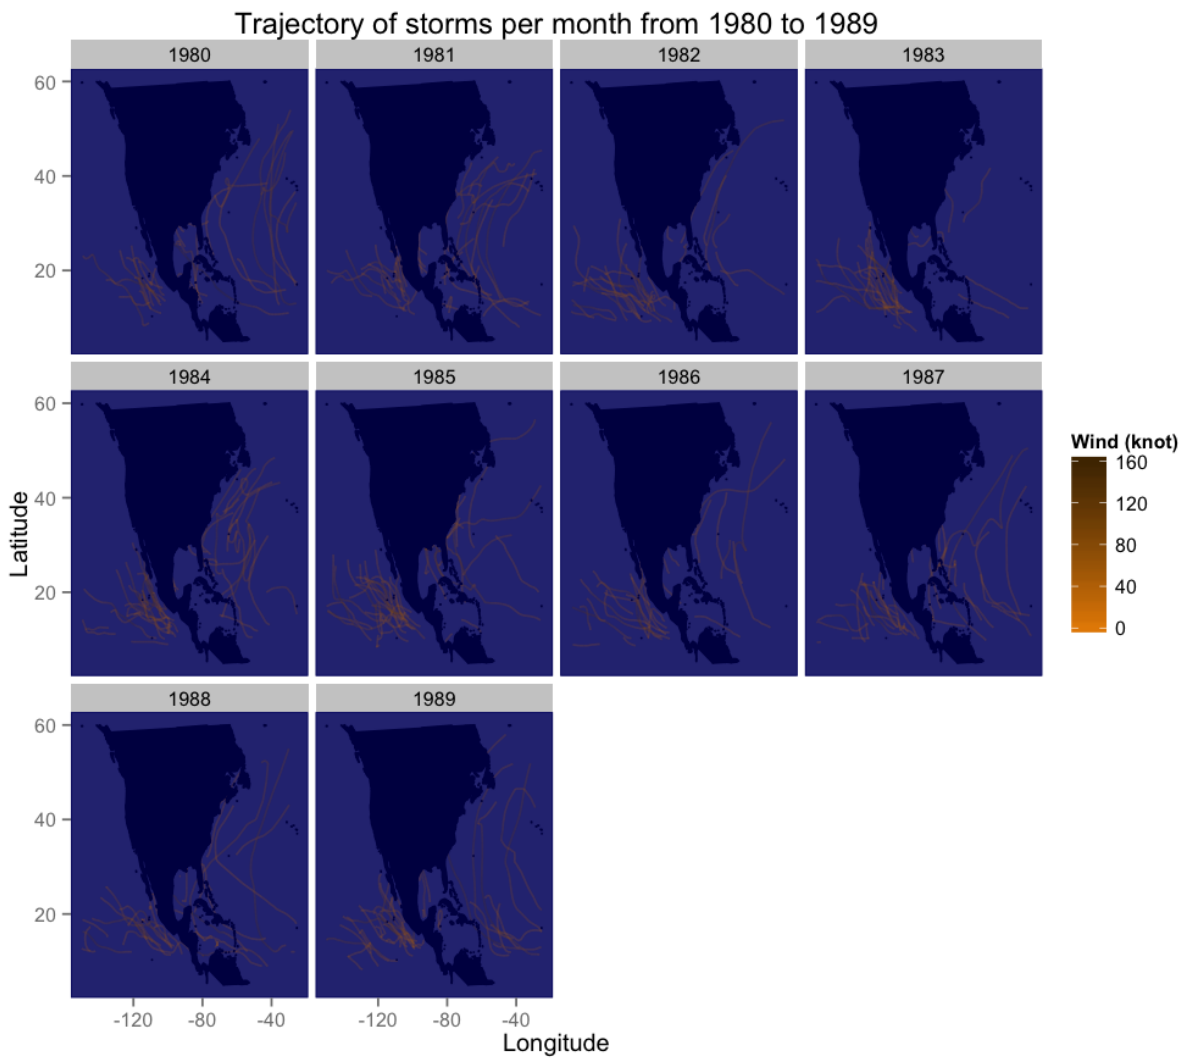 Trajectory of storms per month from 1980 to 1989
1980 1981 1982 1983
60
40
20
1984 1985 1986 1987
60
40
20
1988 1989
60
40
20
-120 -80 -40 -120 -80 -40
Longitude
Latitude
Wind (knot)
160
120
80
40
0